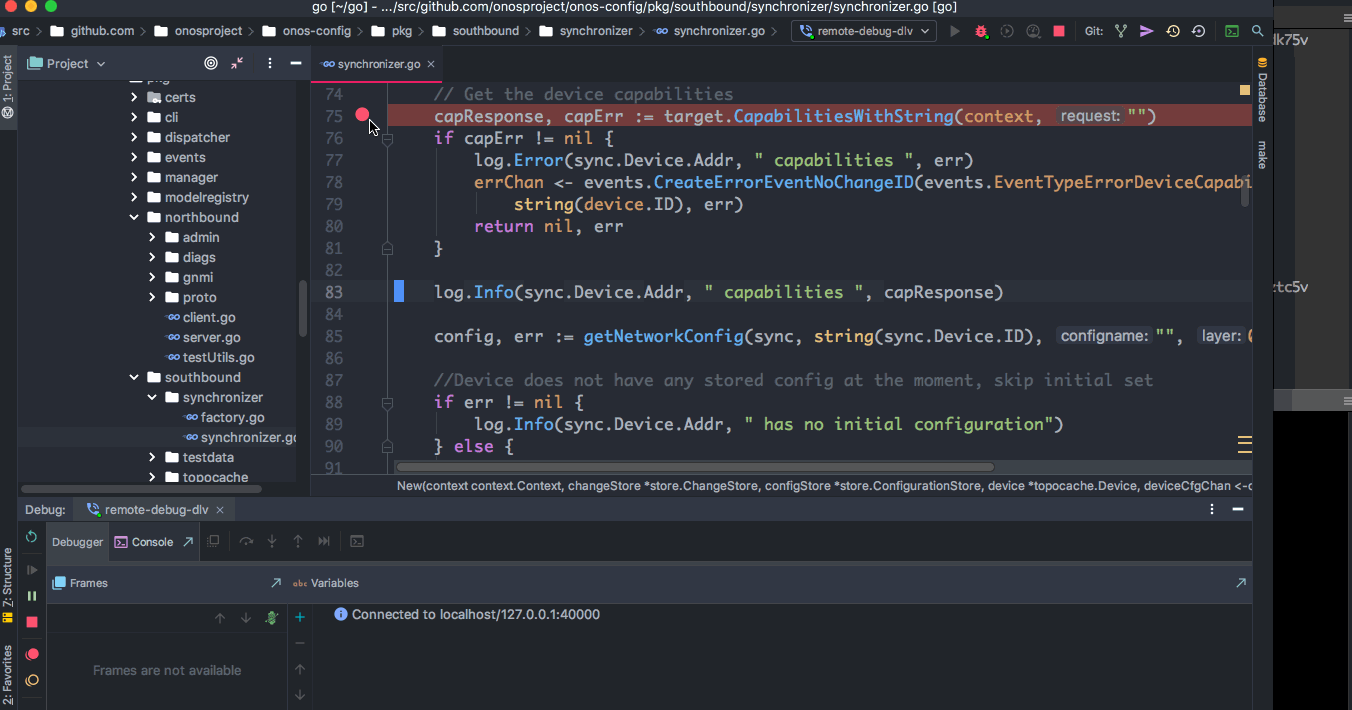 go [~/go] - .../src/github.com/onosproject/onos-config/pkg/southbound/synchronizer/synchronizer.go [go]
src github.com onosproject onos-config pkg southbound synchronizer synchronizer.go remote-debug-dlv Git:
1: Project
Project
synchronizer.go
pkg
certs
cli
dispatcher
events
manager
modelregistry
northbound
admin
diags
gnmi
proto
client.go
server.go
testUtils.go
southbound
synchronizer
factory.go
synchronizer.go
testdata
topocache
74 // Get the device capabilities
75 capResponse, capErr := target.CapabilitiesWithString(context, request: "")
76 if capErr != nil {
77 log.Error(sync.Device.Addr, " capabilities ", err)
78 errChan <- events.CreateErrorEventNoChangeID(events.EventTypeErrorDeviceCapabi
79 string(device.ID), err)
80 return nil, err
81 }
82
83 log.Info(sync.Device.Addr, " capabilities ", capResponse)
84
85 config, err := getNetworkConfig(sync, string(sync.Device.ID), configname: "", layer: 0
86
87 //Device does not have any stored config at the moment, skip initial set
88 if err != nil {
89 log.Info(sync.Device.Addr, " has no initial configuration")
90 } else {
91
New(context context.Context, changeStore *store.ChangeStore, configStore *store.ConfigurationStore, device *topocache.Device, deviceCfgChan <-c
Database
make
lk75v
ztc5v
Debug: remote-debug-dlv
Debugger Console
Frames
abc Variables
Connected to localhost/127.0.0.1:40000
Frames are not available
7: Structure
2: Favorites